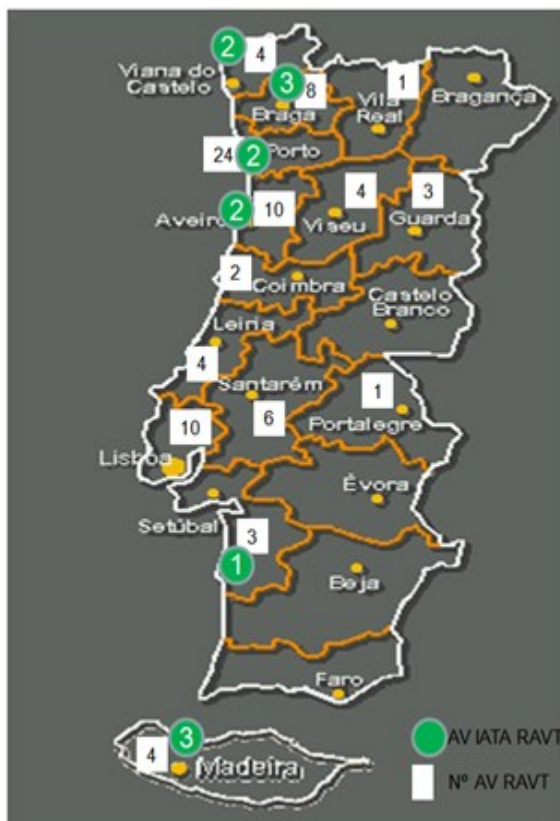 2
4
Viana do
Castelo
3
8
Braga
1
Vila
Real
Bragança
24
2
Porto
4
3
2
10
Aveiro
Viseu
Guarda
2
Coimbra
Castelo
Branco
Leiria
4
Santarém
1
6
Portalegre
10
Lisboa
Évora
Setúbal
3
1
Beja
Faro
3
4
Madeira
AV IATA RAVT
Nº AV RAVT